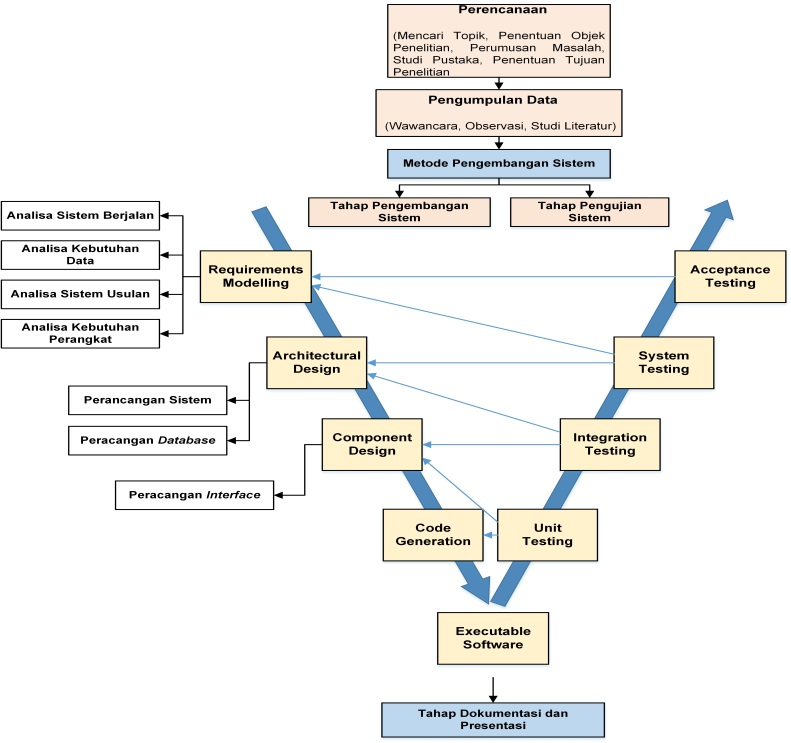 Perencanaan
(Mencari Topik, Penentuan Objek
Penelitian, Perumusan Masalah,
Studi Pustaka, Penentuan Tujuan
Penelitian
Pengumpulan Data
(Wawancara, Observasi, Studi Literatur)
Metode Pengembangan Sistem
Tahap Pengembangan
Sistem
Tahap Pengujian
Sistem
Analisa Sistem Berjalan
Analisa Kebutuhan
Data
Analisa Sistem Usulan
Analisa Kebutuhan
Perangkat
Requirements
Modelling
Acceptance
Testing
Architectural
Design
System
Testing
Perancangan Sistem
Peracangan Database
Component
Design
Integration
Testing
Peracangan Interface
Code
Generation
Unit
Testing
Executable
Software
Tahap Dokumentasi dan
Presentasi